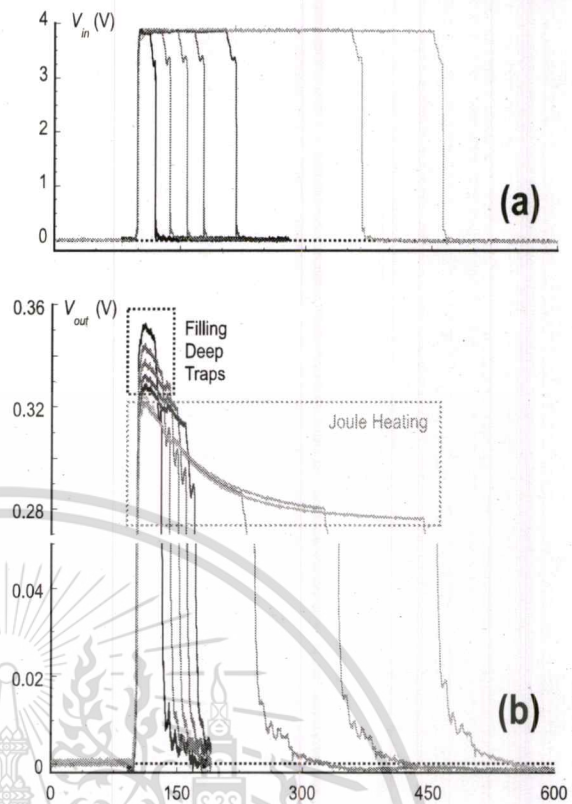 V_in (V)
4
3
2
1
0
(a)
0.36
V_out (V)
Filling
Deep
Traps
0.32
Joule Heating
0.28
0.04
0.02
(b)
0
0 150 300 450 600